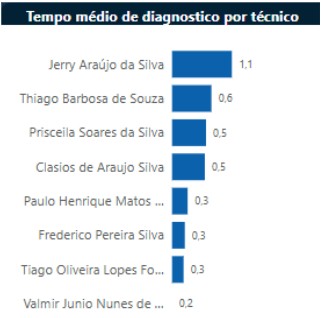 Tempo médio de diagnostico por técnico
Jerry Araújo da Silva 1,1
Thiago Barbosa de Souza 0,6
Prisceila Soares da Silva 0,5
Clasios de Araujo Silva 0,5
Paulo Henrique Matos ... 0,3
Frederico Pereira Silva 0,3
Tiago Oliveira Lopes Fo... 0,3
Valmir Junio Nunes de ... 0,2